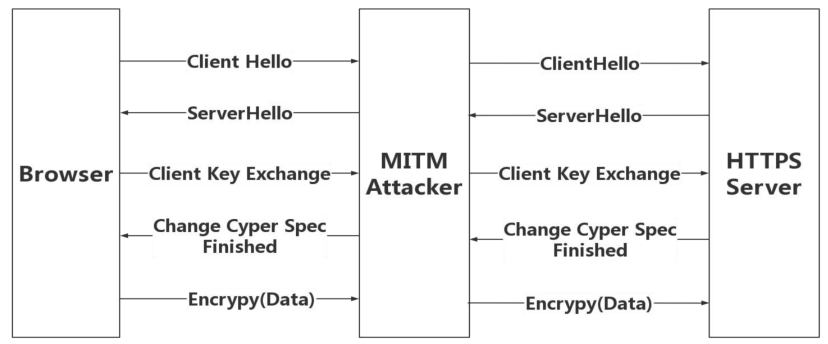 Browser
Client Hello
ServerHello
Client Key Exchange
Change Cyper Spec
Finished
Encrypy(Data)
MITM
Attacker
ClientHello
ServerHello
Client Key Exchange
Change Cyper Spec
Finished
Encrypy(Data)
HTTPS
Server